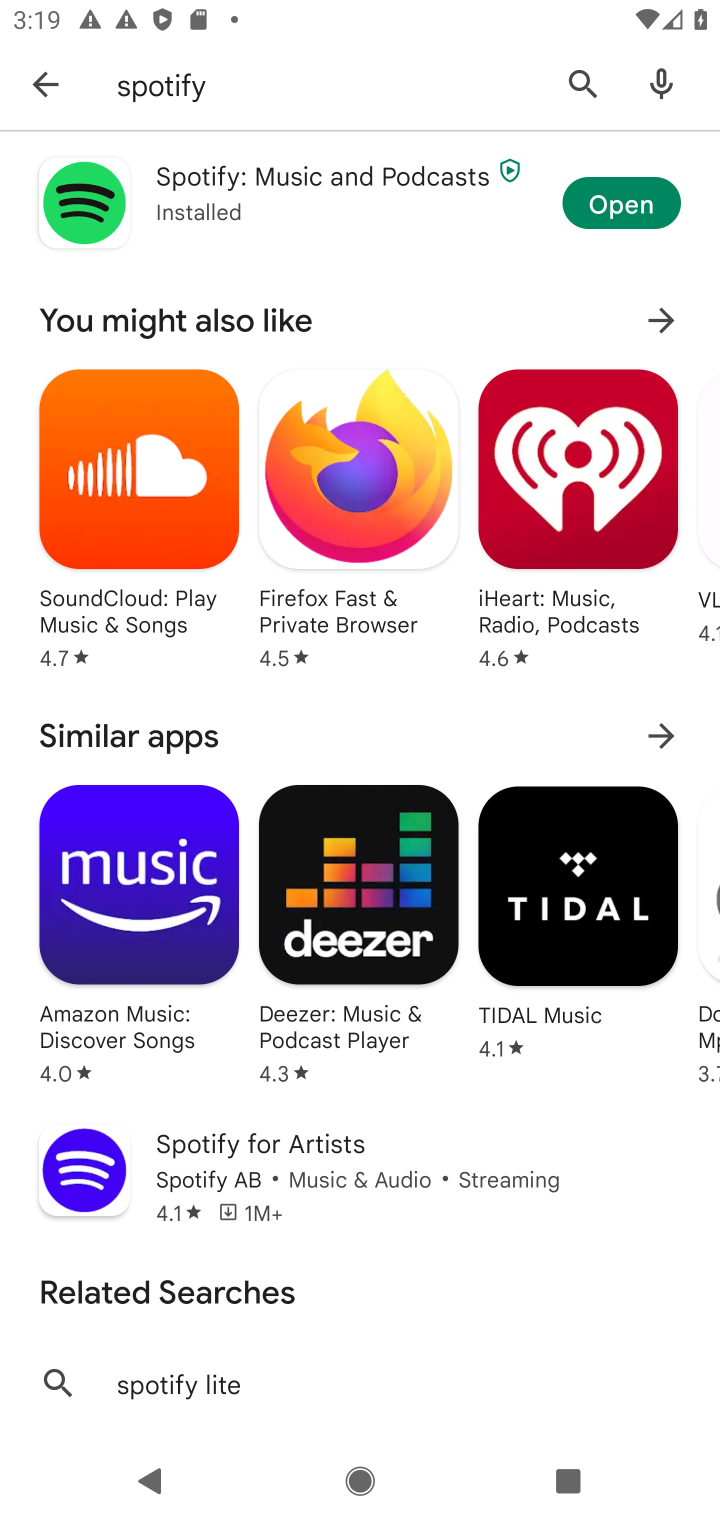 3:19
spotify
Spotify: Music and Podcasts
Installed
Open
You might also like
SoundCloud: Play
Music & Songs
4.7★
Firefox Fast &
Private Browser
4.5★
iHeart: Music,
Radio, Podcasts
4.6★
VL
4.1
Similar apps
music
deezer
TIDAL
Amazon Music:
Discover Songs
4.0★
Deezer: Music &
Podcast Player
4.3★
TIDAL Music
4.1★
Do
Mp
3.7
Spotify for Artists
Spotify AB • Music & Audio • Streaming
4.1★ 1M+
Related Searches
spotify lite